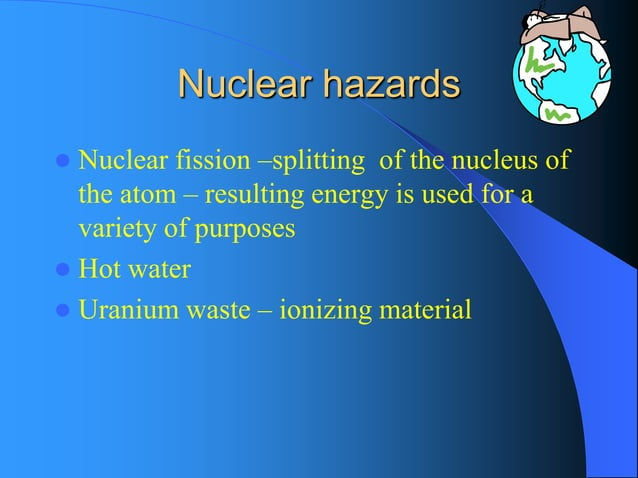 Nuclear hazards
Nuclear fission –splitting of the nucleus of
the atom – resulting energy is used for a
variety of purposes
Hot water
Uranium waste – ionizing material